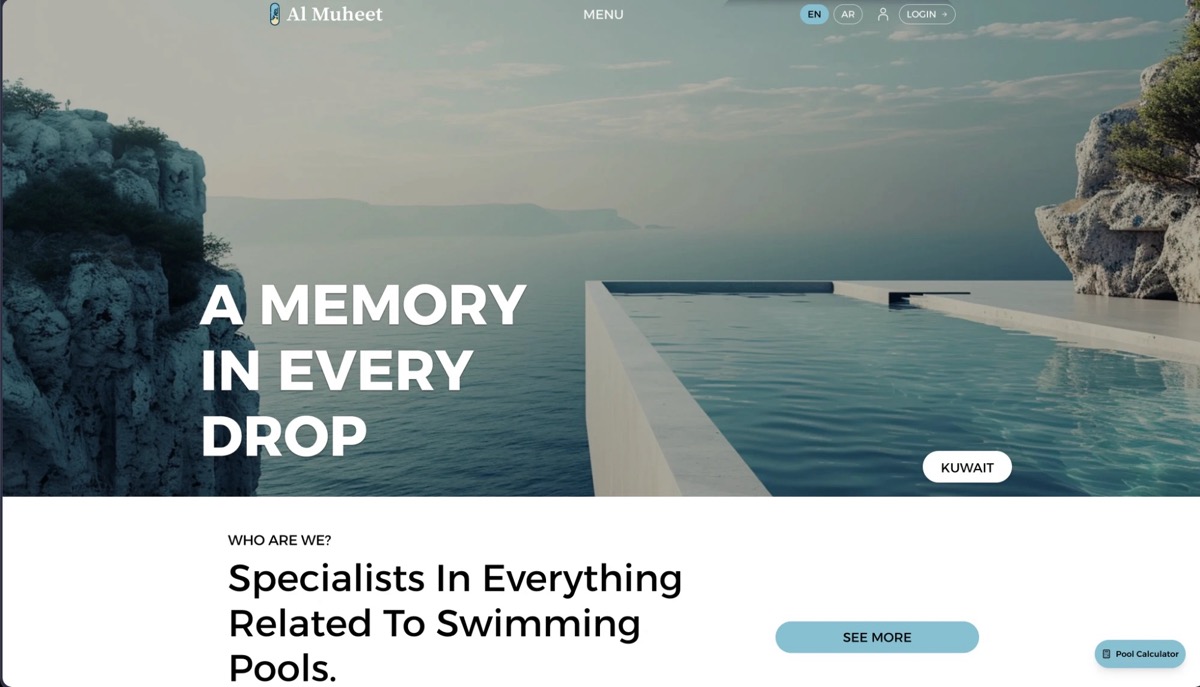 Al Muheet
MENU
EN
AR
LOGIN →
A MEMORY
IN EVERY
DROP
KUWAIT
WHO ARE WE?
Specialists In Everything
Related To Swimming
Pools.
SEE MORE
Pool Calculator